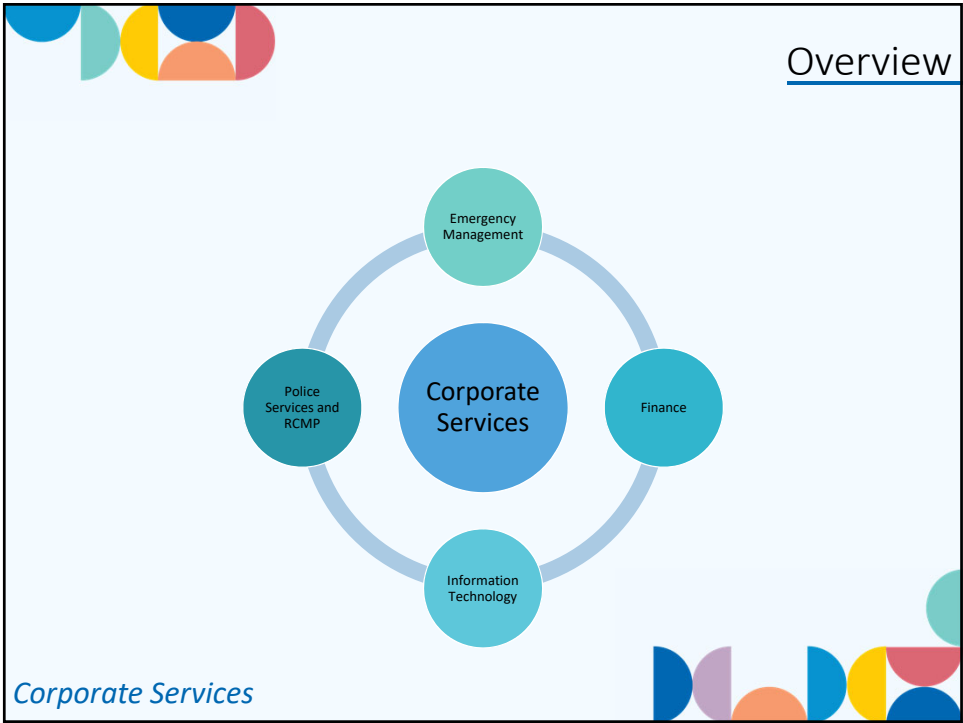 Overview
Emergency
Management
Police
Services and
RCMP
Corporate
Services
Finance
Information
Technology
Corporate Services